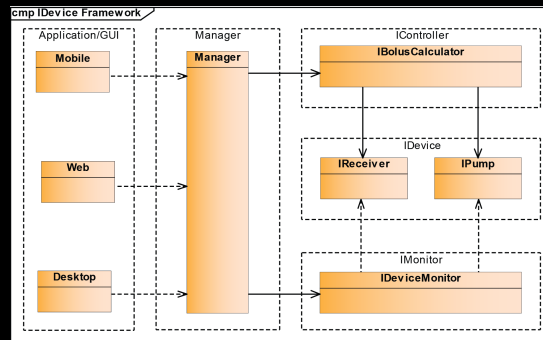 cmp IDevice Framework
Application/GUI
Manager
IController
Mobile
Manager
IBolusCalculator
IDevice
Web
IReceiver
IPump
IMonitor
Desktop
IDeviceMonitor